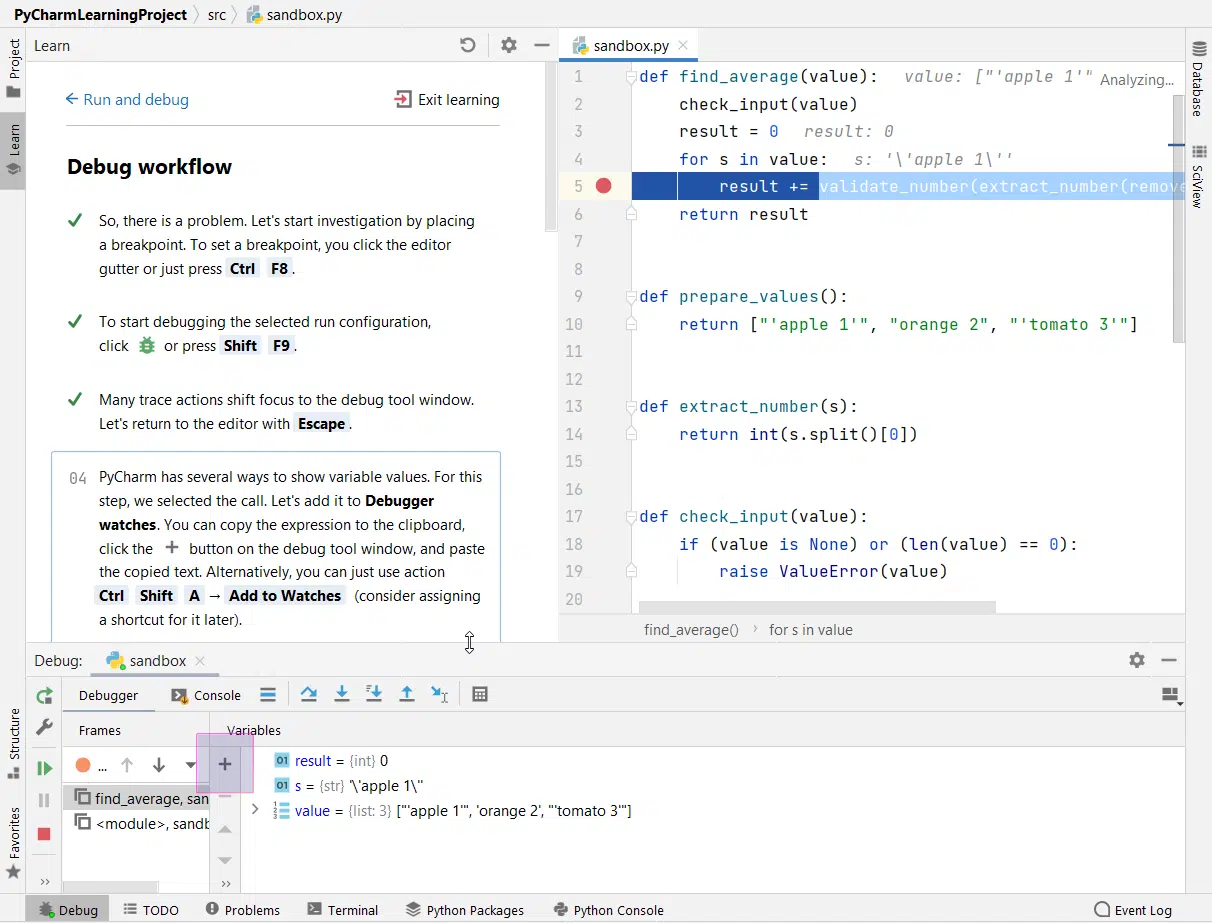 PyCharmLearningProject src sandbox.py
Project
Learn
Structure
Favorites
Learn
Run and debug
Exit learning
Debug workflow
So, there is a problem. Let's start investigation by placing
a breakpoint. To set a breakpoint, you click the editor
gutter or just press Ctrl F8.
To start debugging the selected run configuration,
click or press Shift F9.
Many trace actions shift focus to the debug tool window.
Let's return to the editor with Escape.
04 PyCharm has several ways to show variable values. For this
step, we selected the call. Let's add it to Debugger
watches. You can copy the expression to the clipboard,
click the + button on the debug tool window, and paste
the copied text. Alternatively, you can just use action
Ctrl Shift A → Add to Watches (consider assigning
a shortcut for it later).
sandbox.py
1 def find_average(value): value: ["'apple 1'" Analyzing...
2 check_input(value)
3 result = 0 result: 0
4 for s in value: s: '\'apple 1\''
5 result += validate_number(extract_number(remove
6 return result
7
8
9 def prepare_values():
10 return ["'apple 1'", "orange 2", "'tomato 3'"]
11
12
13 def extract_number(s):
14 return int(s.split()[0])
15
16
17 def check_input(value):
18 if (value is None) or (len(value) == 0):
19 raise ValueError(value)
20
find_average() › for s in value
Database
SciView
Debug: sandbox
Debugger Console
Frames
Variables
...
find_average, san
<module>, sandb
+
01 result = {int} 0
01 s = {str} '\'apple 1\''
value = {list: 3} ["'apple 1'", 'orange 2', "'tomato 3'"]
Debug TODO Problems Terminal Python Packages Python Console Event Log